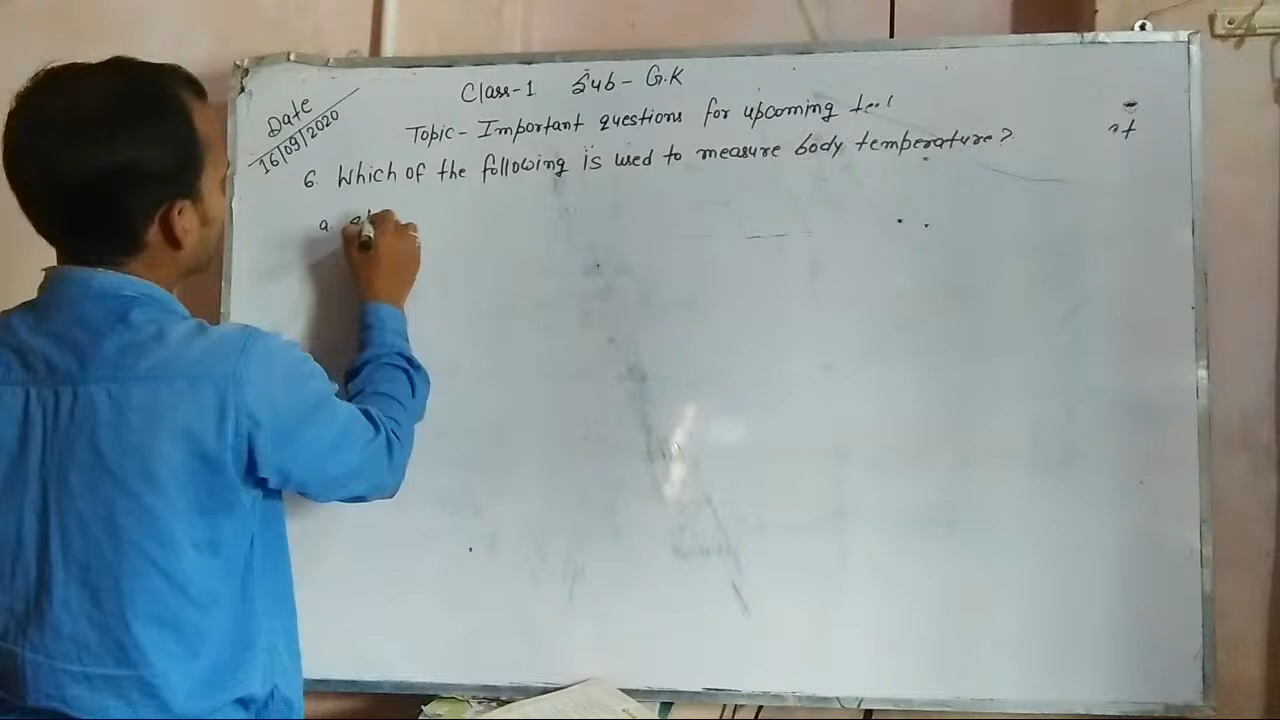 Class-1 Sub- G.K
Date
16/09/2020
Topic- Important questions for upcoming
6. Which of the following is used to measure body temperature?
a.